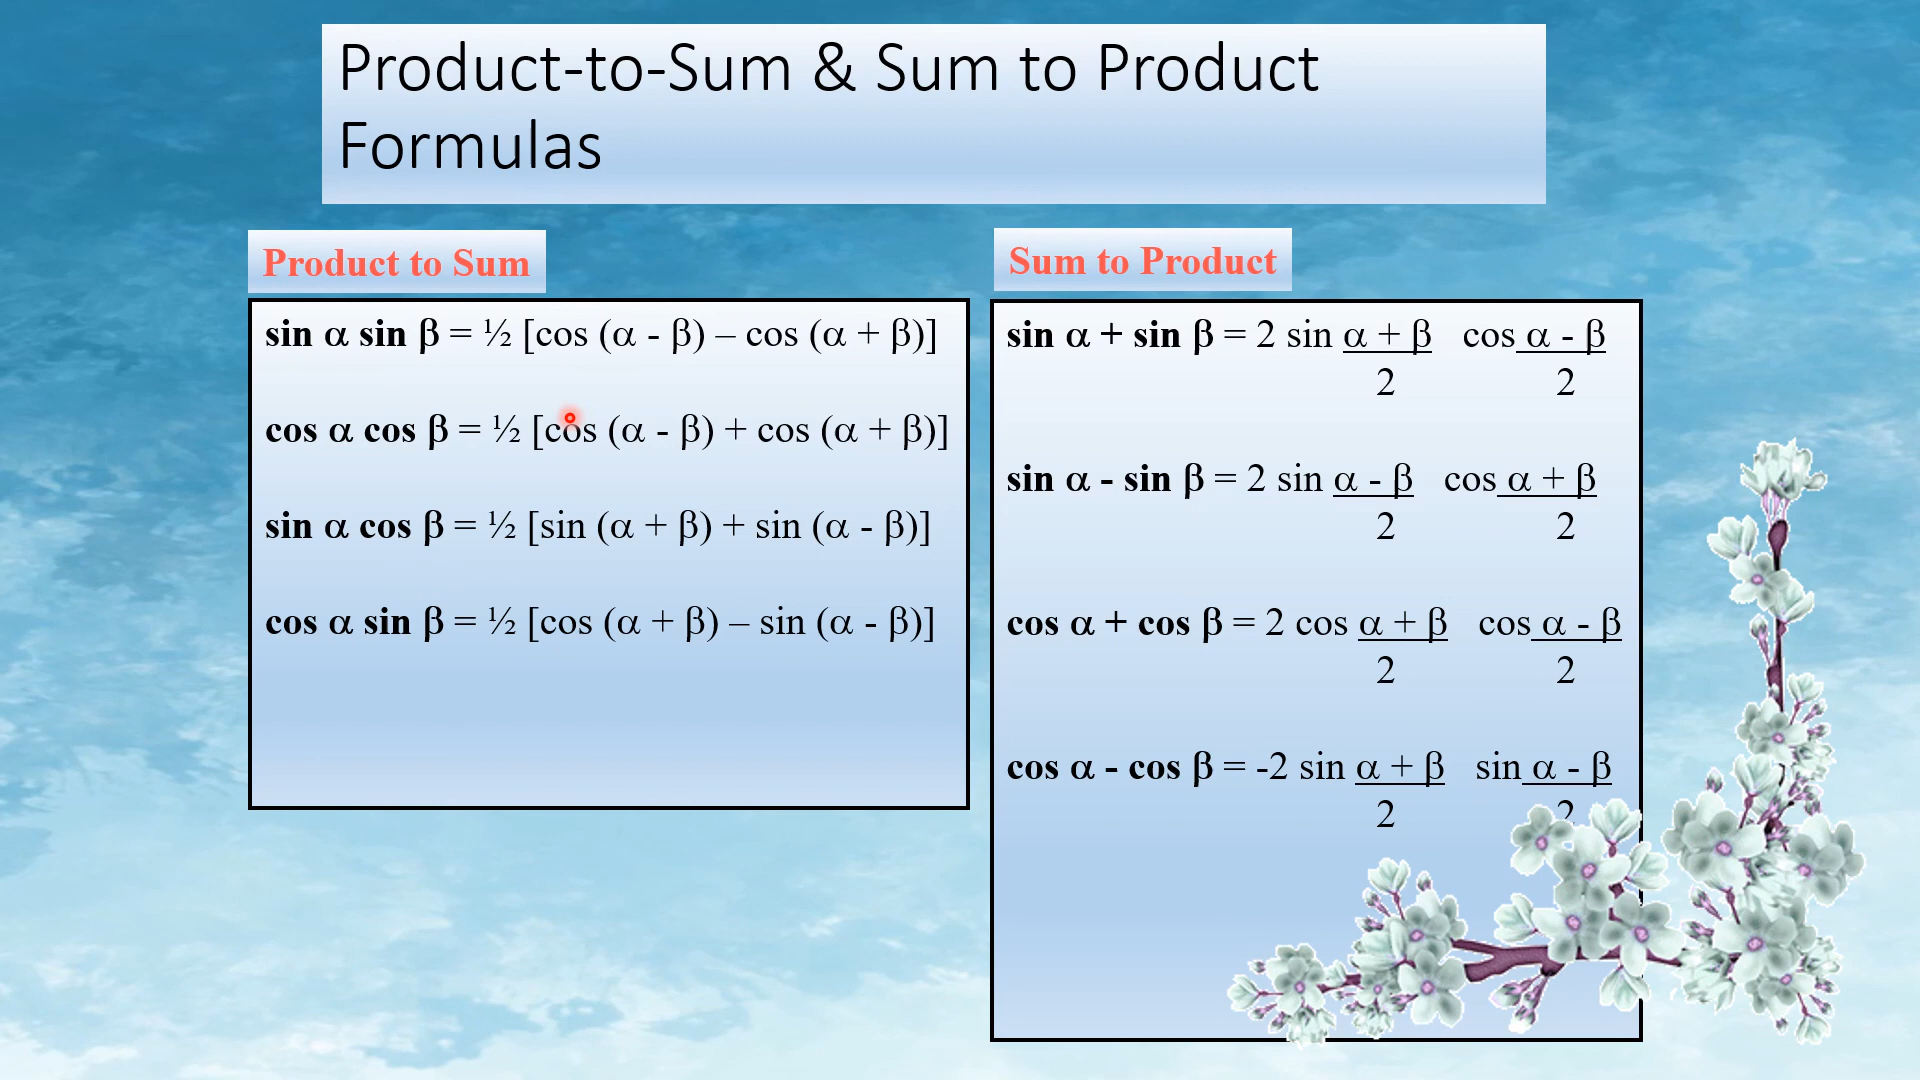 Product-to-Sum & Sum to Product
Formulas
Product to Sum
sin α sin β = ½ [cos (α - β) – cos (α + β)]
cos α cos β = ½ [cos (α - β) + cos (α + β)]
sin α cos β = ½ [sin (α + β) + sin (α - β)]
cos α sin β = ½ [cos (α + β) – sin (α - β)]
Sum to Product
sin α + sin β = 2 sin α + β cos α - β
2 2
sin α - sin β = 2 sin α - β cos α + β
2 2
cos α + cos β = 2 cos α + β cos α - β
2 2
cos α - cos β = -2 sin α + β sin α - β
2 2